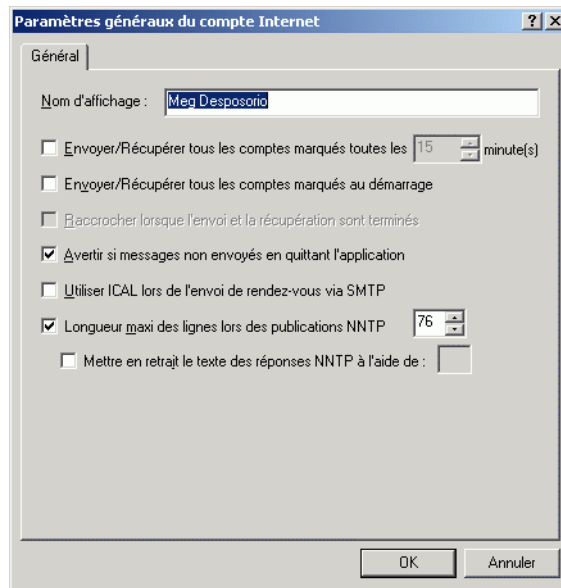 Paramètres généraux du compte Internet
Général
Nom d'affichage : Meg Desposorio
Envoyer/Récupérer tous les comptes marqués toutes les 15 minute(s)
Envoyer/Récupérer tous les comptes marqués au démarrage
Raccrocher lorsque l'envoi et la récupération sont terminés
Avertir si messages non envoyés en quittant l'application
Utiliser ICAL lors de l'envoi de rendez-vous via SMTP
Longueur maxi des lignes lors des publications NNTP 76
Mettre en retrait le texte des réponses NNTP à l'aide de :
OK Annuler